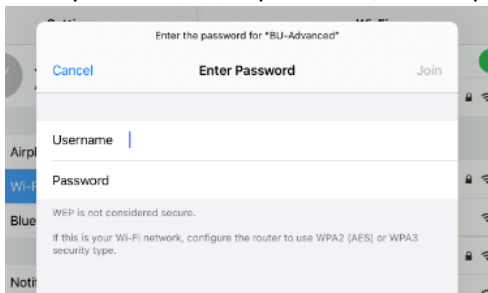 Enter the password for "BU-Advanced"
Cancel
Enter Password
Join
Username
Airpl
Password
Wi-F
WEP is not considered secure.
Blue
If this is your Wi-Fi network, configure the router to use WPA2 (AES) or WPA3
security type.
Notif